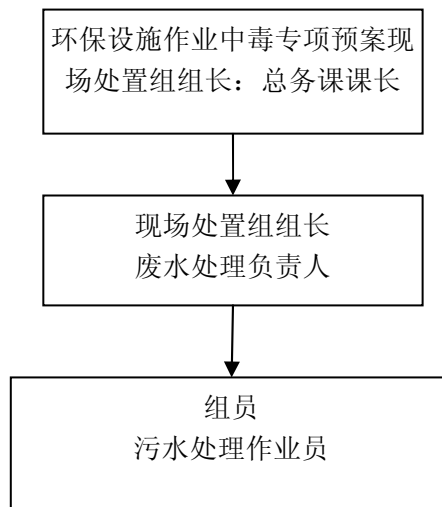 环保设施作业中毒专项预案现
场处置组组长：总务课课长
现场处置组组长
废水处理负责人
组员
污水处理作业员